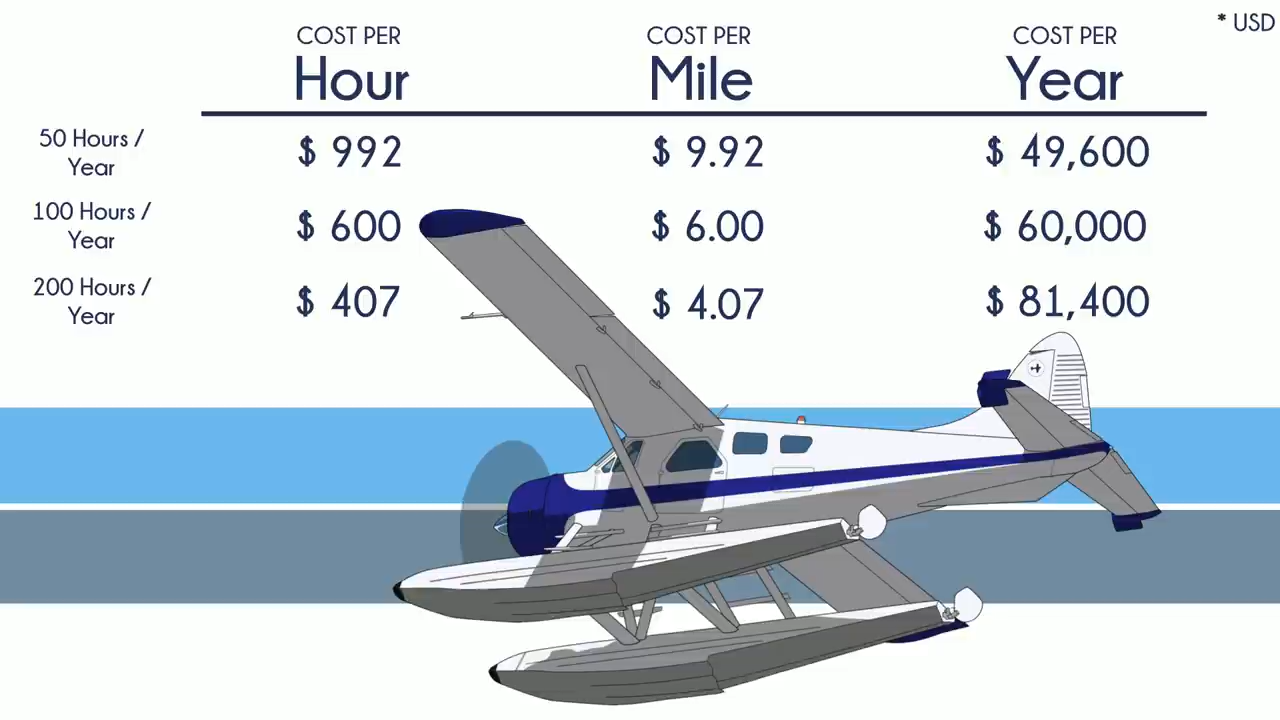 * USD
COST PER COST PER COST PER
Hour Mile Year
50 Hours /
Year
$ 992 $ 9.92 $ 49,600
100 Hours /
Year
$ 600 $ 6.00 $ 60,000
200 Hours /
Year
$ 407 $ 4.07 $ 81,400